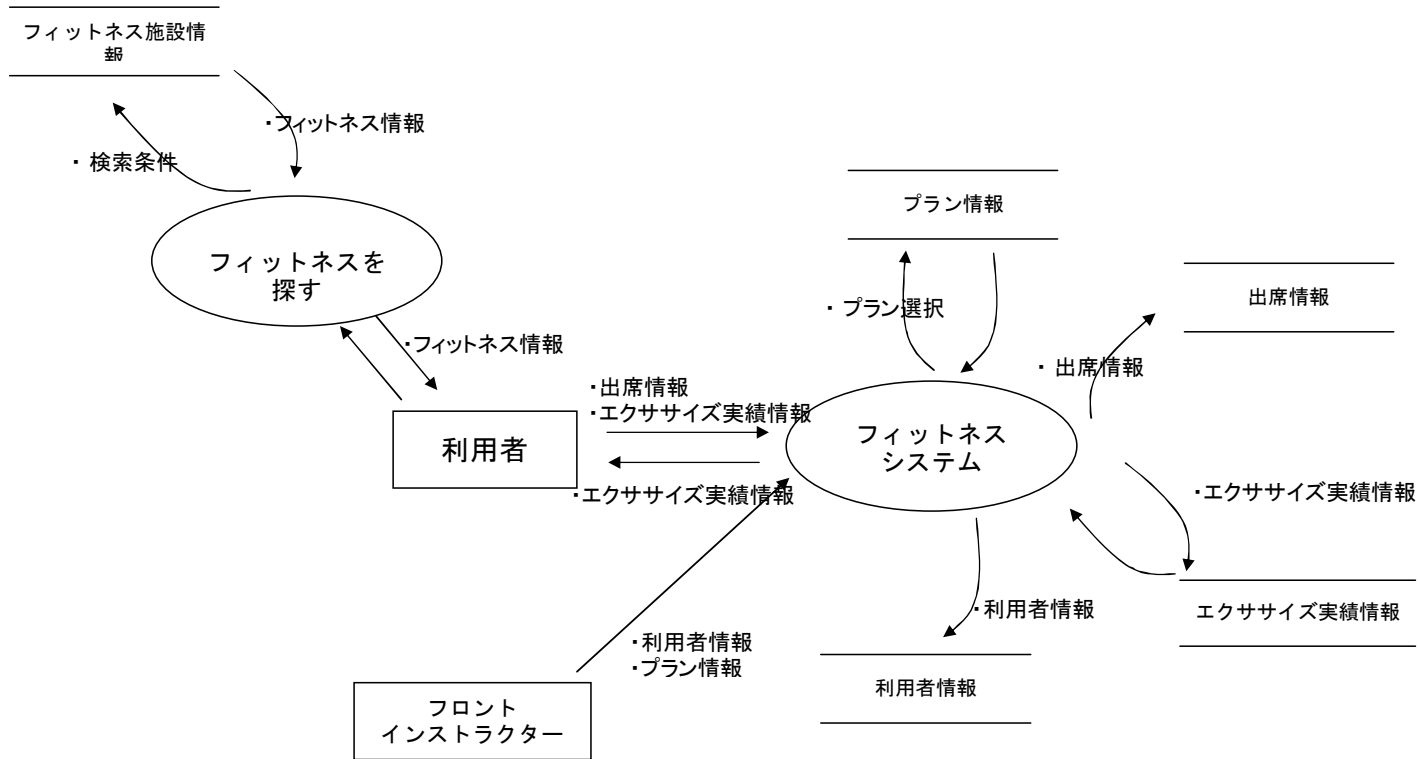 フィットネス施設情
報
・フィットネス情報
・ 検索条件
フィットネスを
探す
・フィットネス情報
利用者
・出席情報
・エクササイズ実績情報
・エクササイズ実績情報
プラン情報
・ プラン選択
出席情報
・ 出席情報
フィットネス
システム
・エクササイズ実績情報
エクササイズ実績情報
・利用者情報
利用者情報
・利用者情報
・プラン情報
フロント
インストラクター